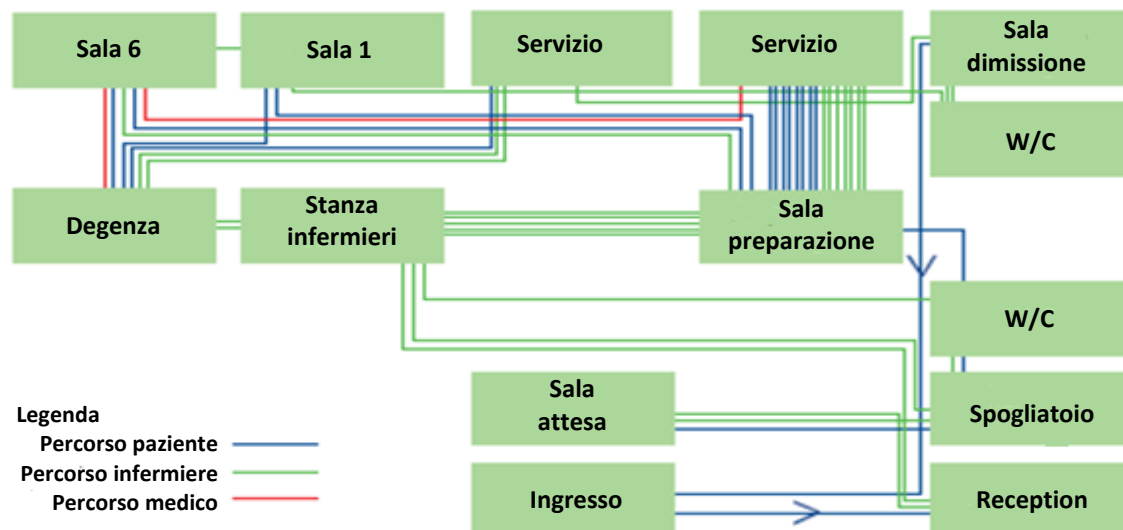 Sala 6
Sala 1
Servizio
Servizio
Sala
dimissione
W/C
Degenza
Stanza
infermieri
Sala
preparazione
W/C
Sala
attesa
Spogliatoio
Ingresso
Reception
Legenda
Percorso paziente
Percorso infermiere
Percorso medico